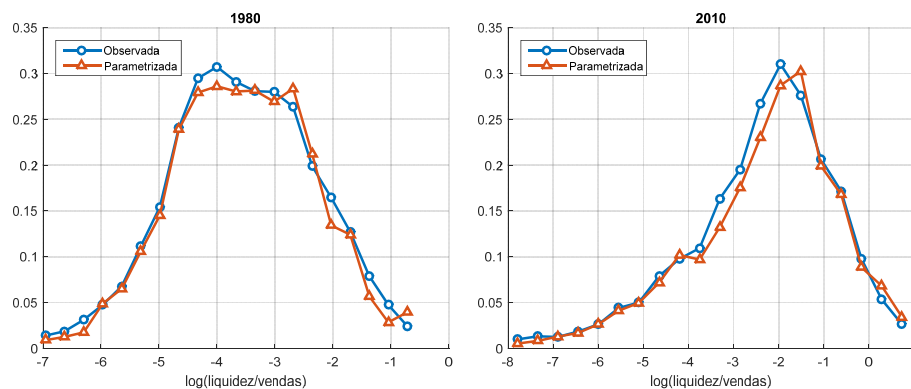 1980
0.35
0.3
0.25
0.2
0.15
0.1
0.05
0
-7 -6 -5 -4 -3 -2 -1 0
log(liquidez/vendas)
Observada
Parametrizada
2010
0.35
0.3
0.25
0.2
0.15
0.1
0.05
0
-8 -7 -6 -5 -4 -3 -2 -1 0
log(liquidez/vendas)
Observada
Parametrizada